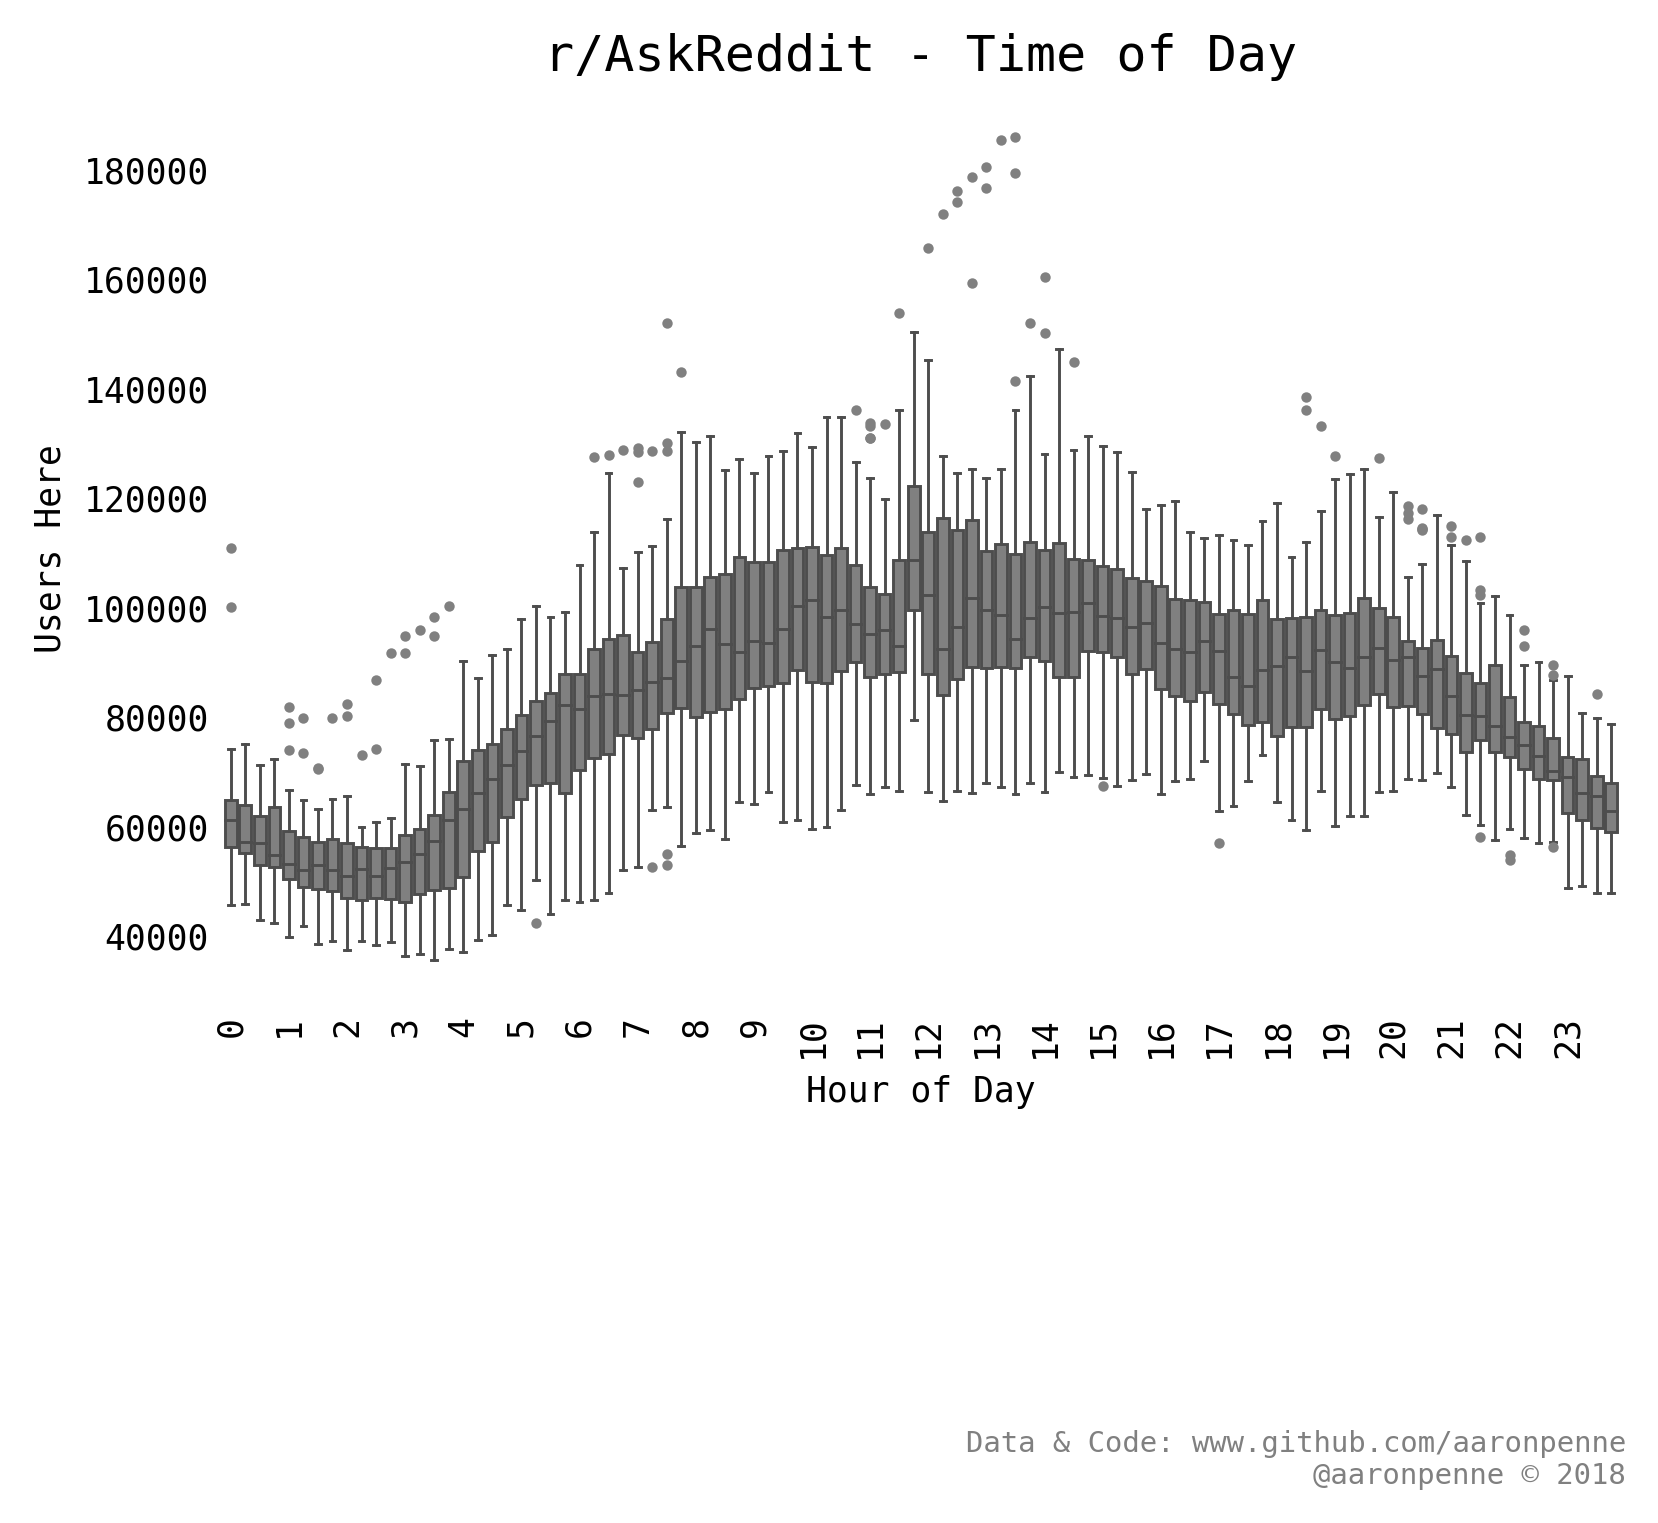 r/AskReddit - Time of Day
180000
160000
140000
120000
100000
80000
60000
40000
Users Here
0 1 2 3 4 5 6 7 8 9 10 11 12 13 14 15 16 17 18 19 20 21 22 23
Hour of Day
Data & Code: www.github.com/aaronpenne
@aaronpenne © 2018